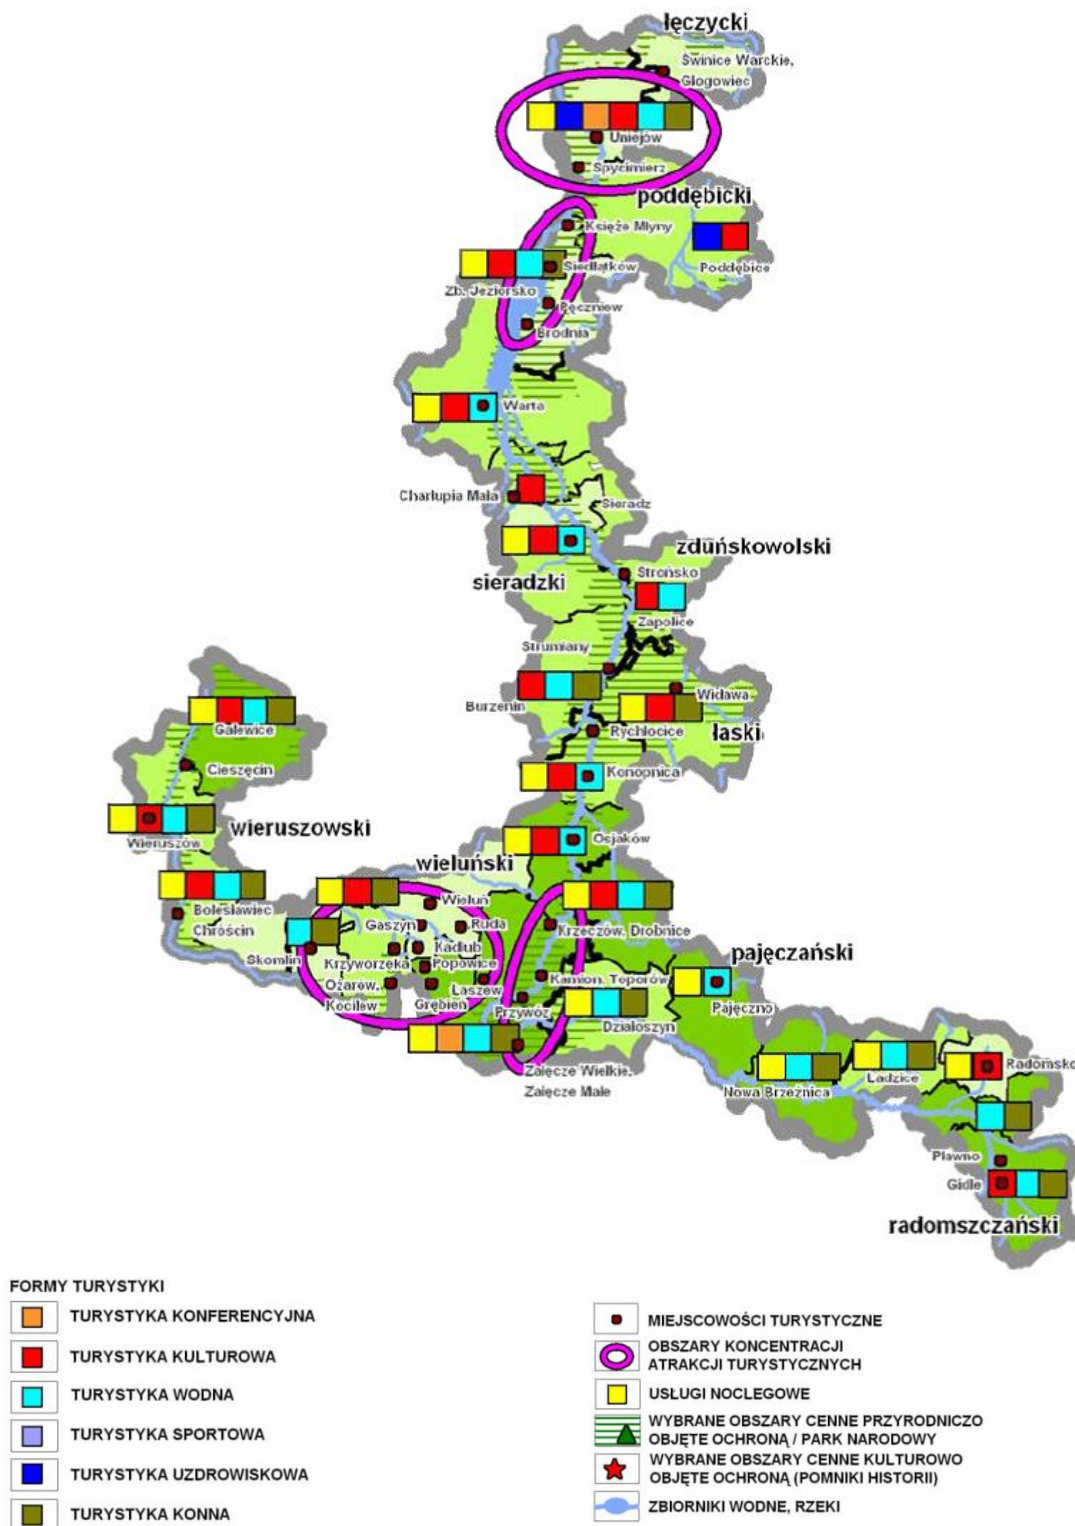 łęczycki
Świnice Warckie,
Głogowiec
Uniejów
Spycimierz
poddębicki
Księże Młyny
Siedlątków
Poddębice
Zb. Jeziorsko
Pęczniew
Brodnia
Warta
Charłupia Mała
Sieradz
zduńskowolski
Strońsko
sieradzki
Zapolice
Strumiany
Widawa
Burzenin
Rychłocice
łaski
Galewice
Cieszęcin
Konopnica
wieruszowski
Wieruszów
Osjaków
wieluński
Bolesławiec
Chróścin
Wieluń
Gaszyn
Ruda
Krzeczów, Drobnice
Skomlin
Kadłub
Krzyworzeka
Popowice
pajęczański
Kamion, Toporów
Ożarów,
Łaszew
Kocilew
Grębień
Przywóz
Pajęczno
Działoszyn
Załęcze Wielkie,
Załęcze Małe
Nowa Brzeźnica
Ładzice
Radomsko
Pławno
Gidle
radomszczański
FORMY TURYSTYKI
TURYSTYKA KONFERENCYJNA
TURYSTYKA KULTUROWA
TURYSTYKA WODNA
TURYSTYKA SPORTOWA
TURYSTYKA UZDROWISKOWA
TURYSTYKA KONNA
MIEJSCOWOŚCI TURYSTYCZNE
OBSZARY KONCENTRACJI
ATRAKCJI TURYSTYCZNYCH
USŁUGI NOCLEGOWE
WYBRANE OBSZARY CENNE PRZYRODNICZO
OBJĘTE OCHRONĄ / PARK NARODOWY
WYBRANE OBSZARY CENNE KULTUROWO
OBJĘTE OCHRONĄ (POMNIKI HISTORII)
ZBIORNIKI WODNE, RZEKI